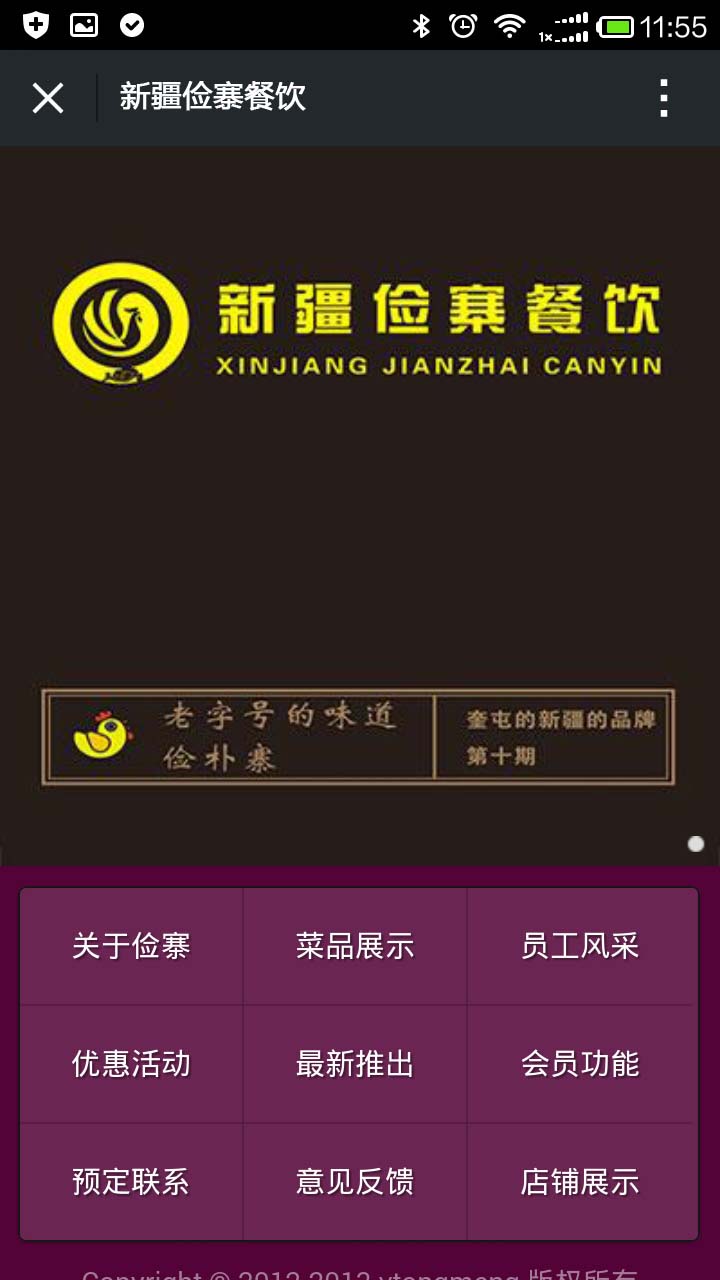 1×
11:55
新疆俭寨餐饮
新疆俭寨餐饮
XINJIANG JIANZHAI CANYIN
老字号的味道
俭朴寨
奎屯的新疆的品牌
第十期
关于俭寨
菜品展示
员工风采
优惠活动
最新推出
会员功能
预定联系
意见反馈
店铺展示